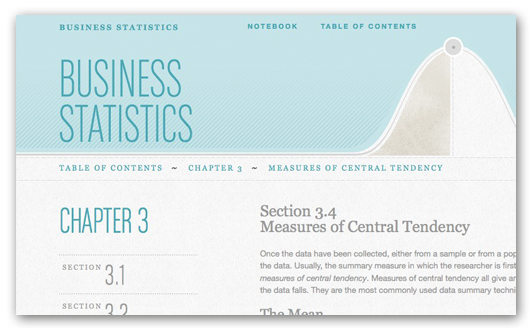 BUSINESS STATISTICS
NOTEBOOK
TABLE OF CONTENTS
BUSINESS
STATISTICS
TABLE OF CONTENTS ~ CHAPTER 3 ~ MEASURES OF CENTRAL TENDENCY
CHAPTER 3
SECTION 3.1
SECTION 3.2
Section 3.4
Measures of Central Tendency
Once the data have been collected, either from a sample or from a pop
the data. Usually, the summary measure in which the researcher is first
measures of central tendency. Measures of central tendency all give an
the data falls. They are the most commonly used data summary techni
The Mean